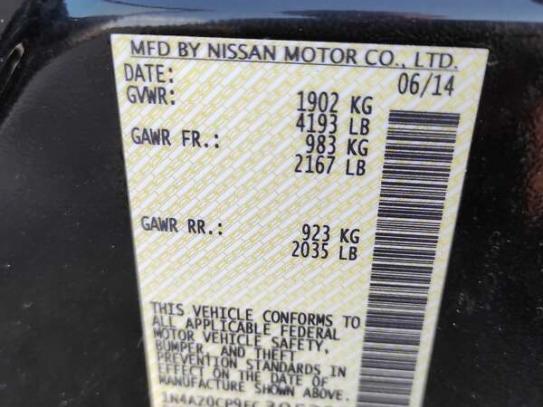 MFD BY NISSAN MOTOR CO., LTD.
DATE: 06/14
GVWR: 1902 KG
4193 LB
GAWR FR.: 983 KG
2167 LB
GAWR RR.: 923 KG
2035 LB
THIS VEHICLE CONFORMS TO
ALL APPLICABLE FEDERAL
MOTOR VEHICLE SAFETY,
BUMPER, AND THEFT
PREVENTION STANDARDS IN
EFFECT ON THE DATE OF
MANUFACTURE SHOWN ABOVE.